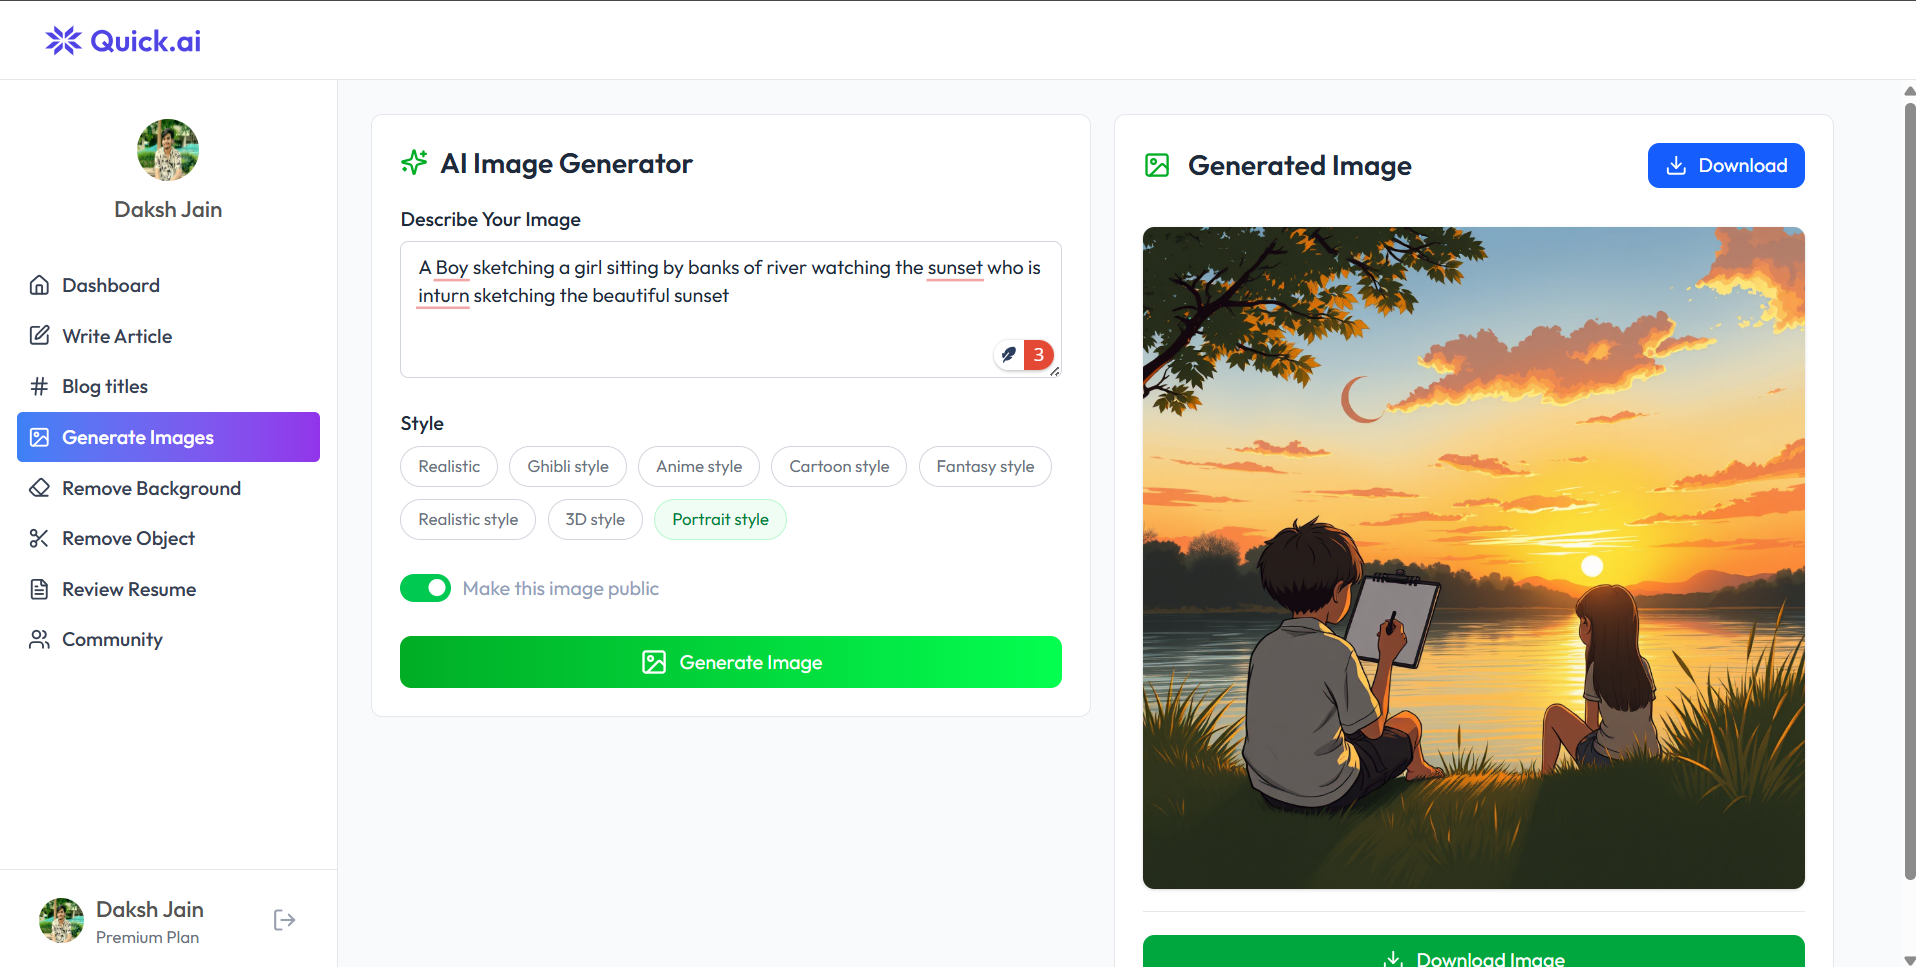 Quick.ai
Daksh Jain
Dashboard
Write Article
Blog titles
Generate Images
Remove Background
Remove Object
Review Resume
Community
Daksh Jain
Premium Plan
AI Image Generator
Describe Your Image
A Boy sketching a girl sitting by banks of river watching the sunset who is
inturn sketching the beautiful sunset
3
Style
Realistic
Ghibli style
Anime style
Cartoon style
Fantasy style
Realistic style
3D style
Portrait style
Make this image public
Generate Image
Generated Image
Download
Download Image